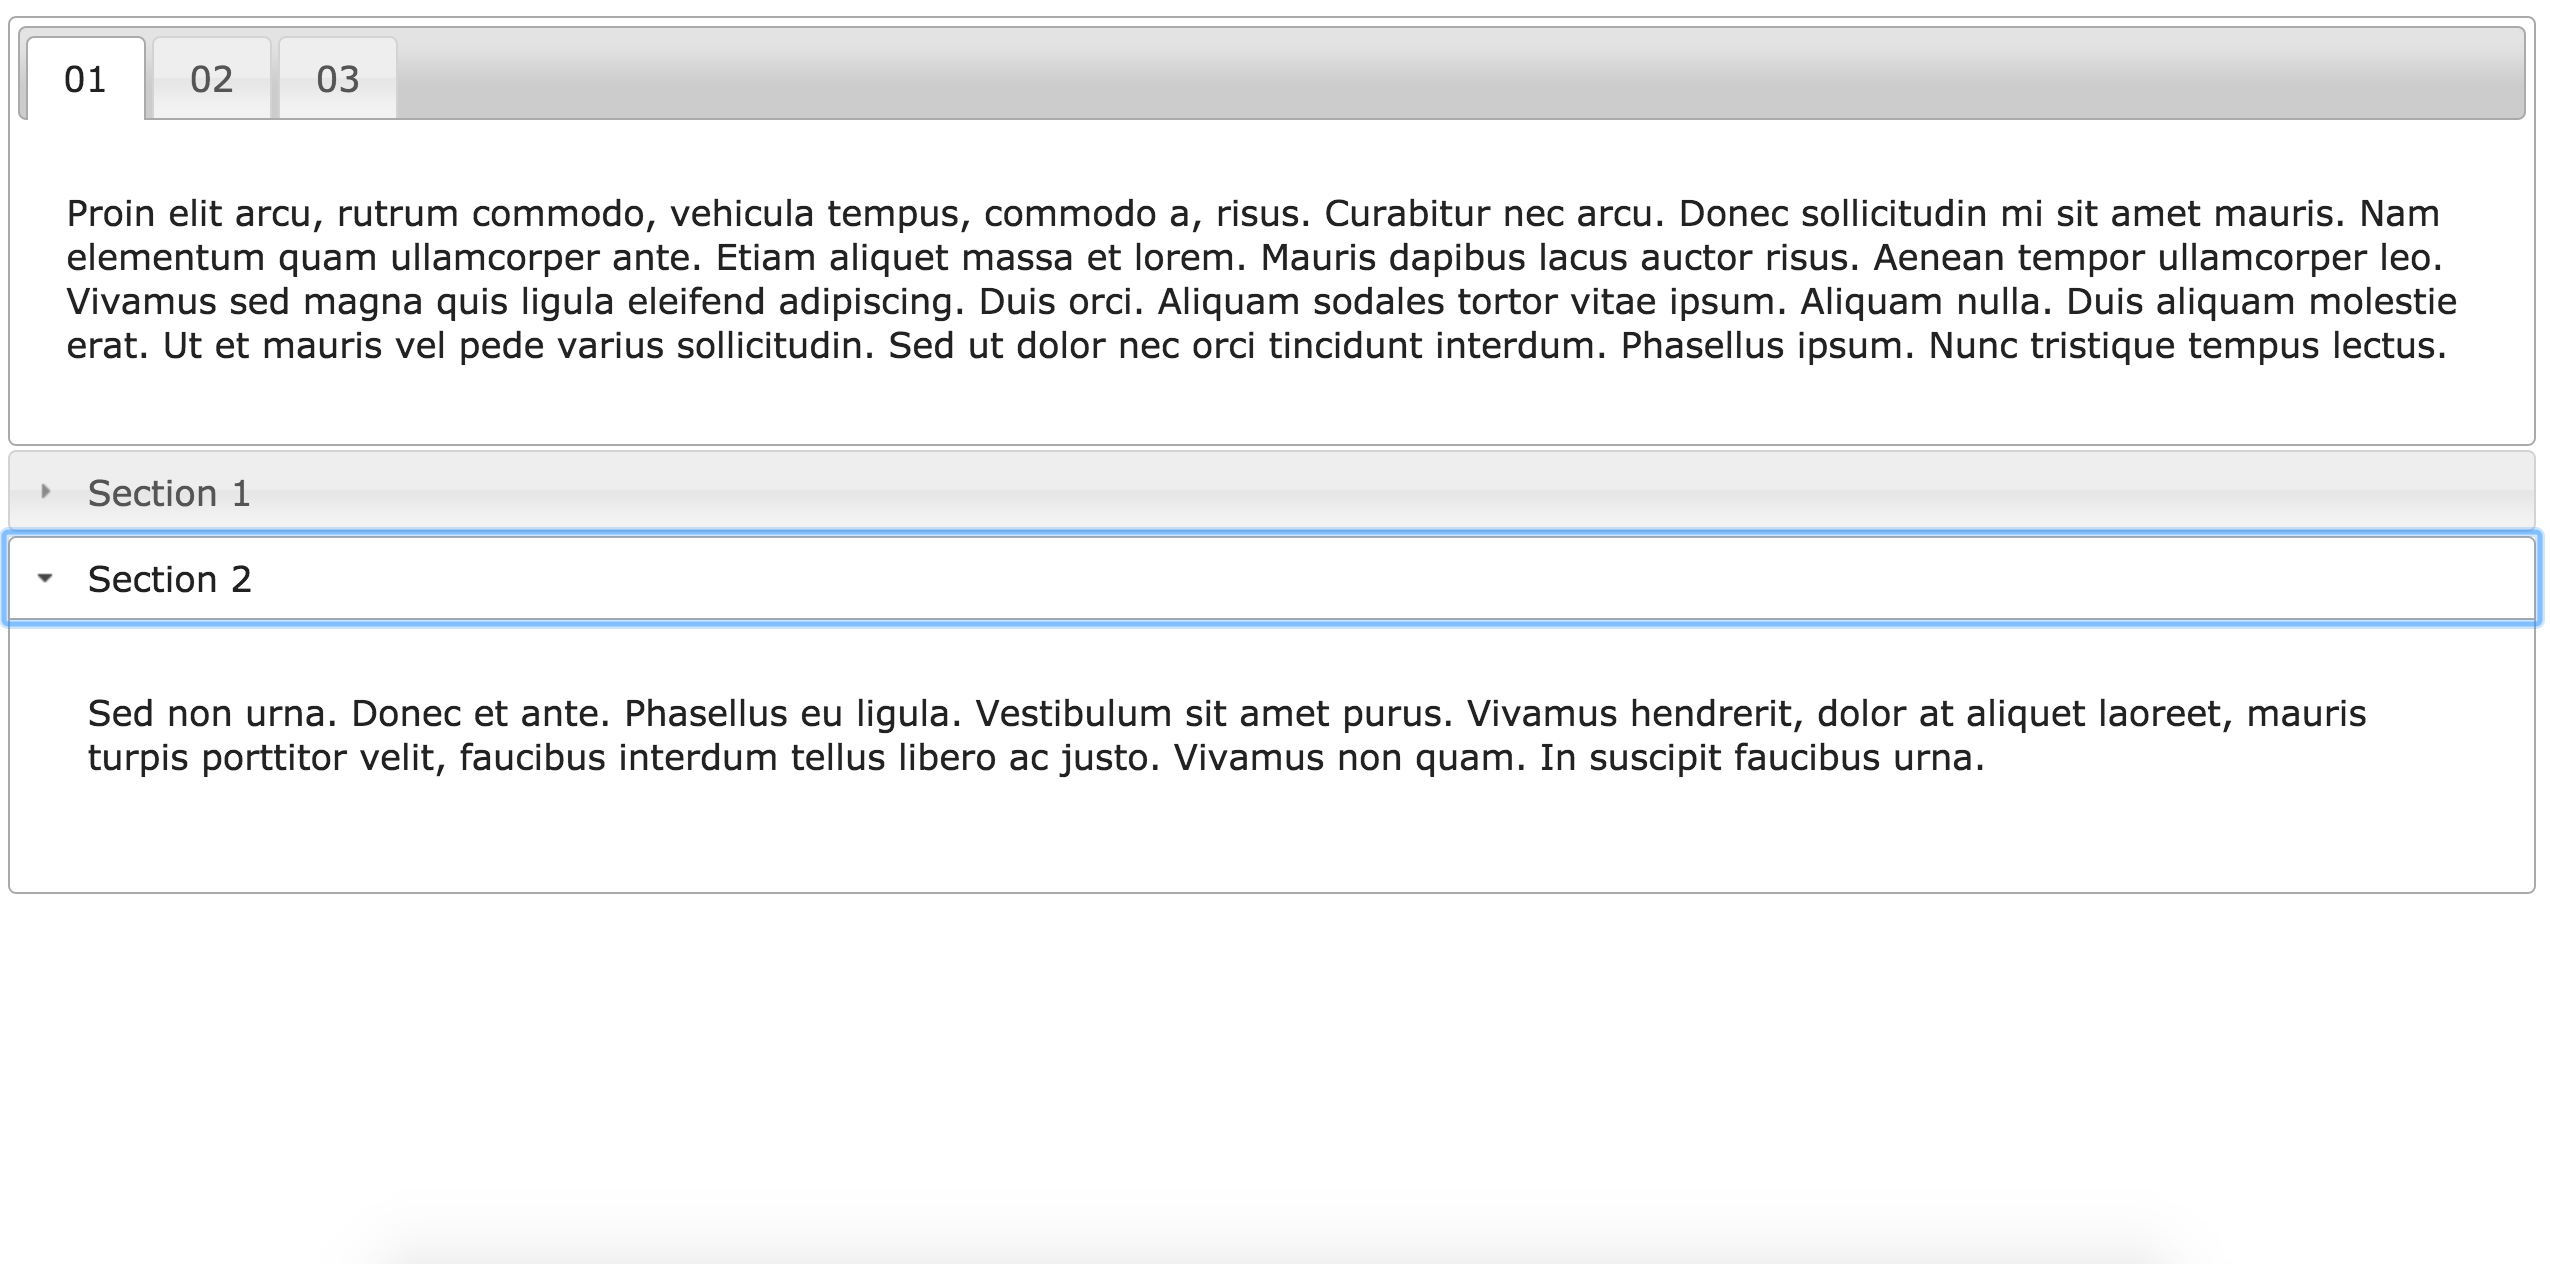 01 02 03
Proin elit arcu, rutrum commodo, vehicula tempus, commodo a, risus. Curabitur nec arcu. Donec sollicitudin mi sit amet mauris. Nam
elementum quam ullamcorper ante. Etiam aliquet massa et lorem. Mauris dapibus lacus auctor risus. Aenean tempor ullamcorper leo.
Vivamus sed magna quis ligula eleifend adipiscing. Duis orci. Aliquam sodales tortor vitae ipsum. Aliquam nulla. Duis aliquam molestie
erat. Ut et mauris vel pede varius sollicitudin. Sed ut dolor nec orci tincidunt interdum. Phasellus ipsum. Nunc tristique tempus lectus.
Section 1
Section 2
Sed non urna. Donec et ante. Phasellus eu ligula. Vestibulum sit amet purus. Vivamus hendrerit, dolor at aliquet laoreet, mauris
turpis porttitor velit, faucibus interdum tellus libero ac justo. Vivamus non quam. In suscipit faucibus urna.